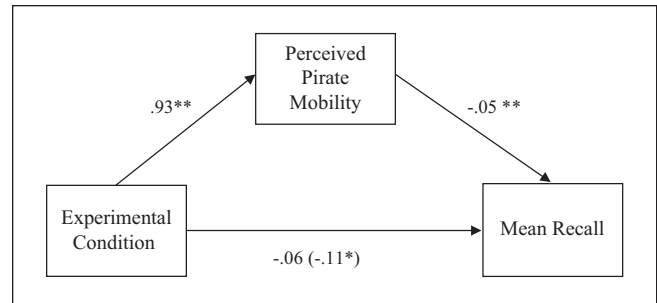 Perceived
Pirate
Mobility
.93**
-.05 **
Experimental
Condition
Mean Recall
-.06 (-.11*)